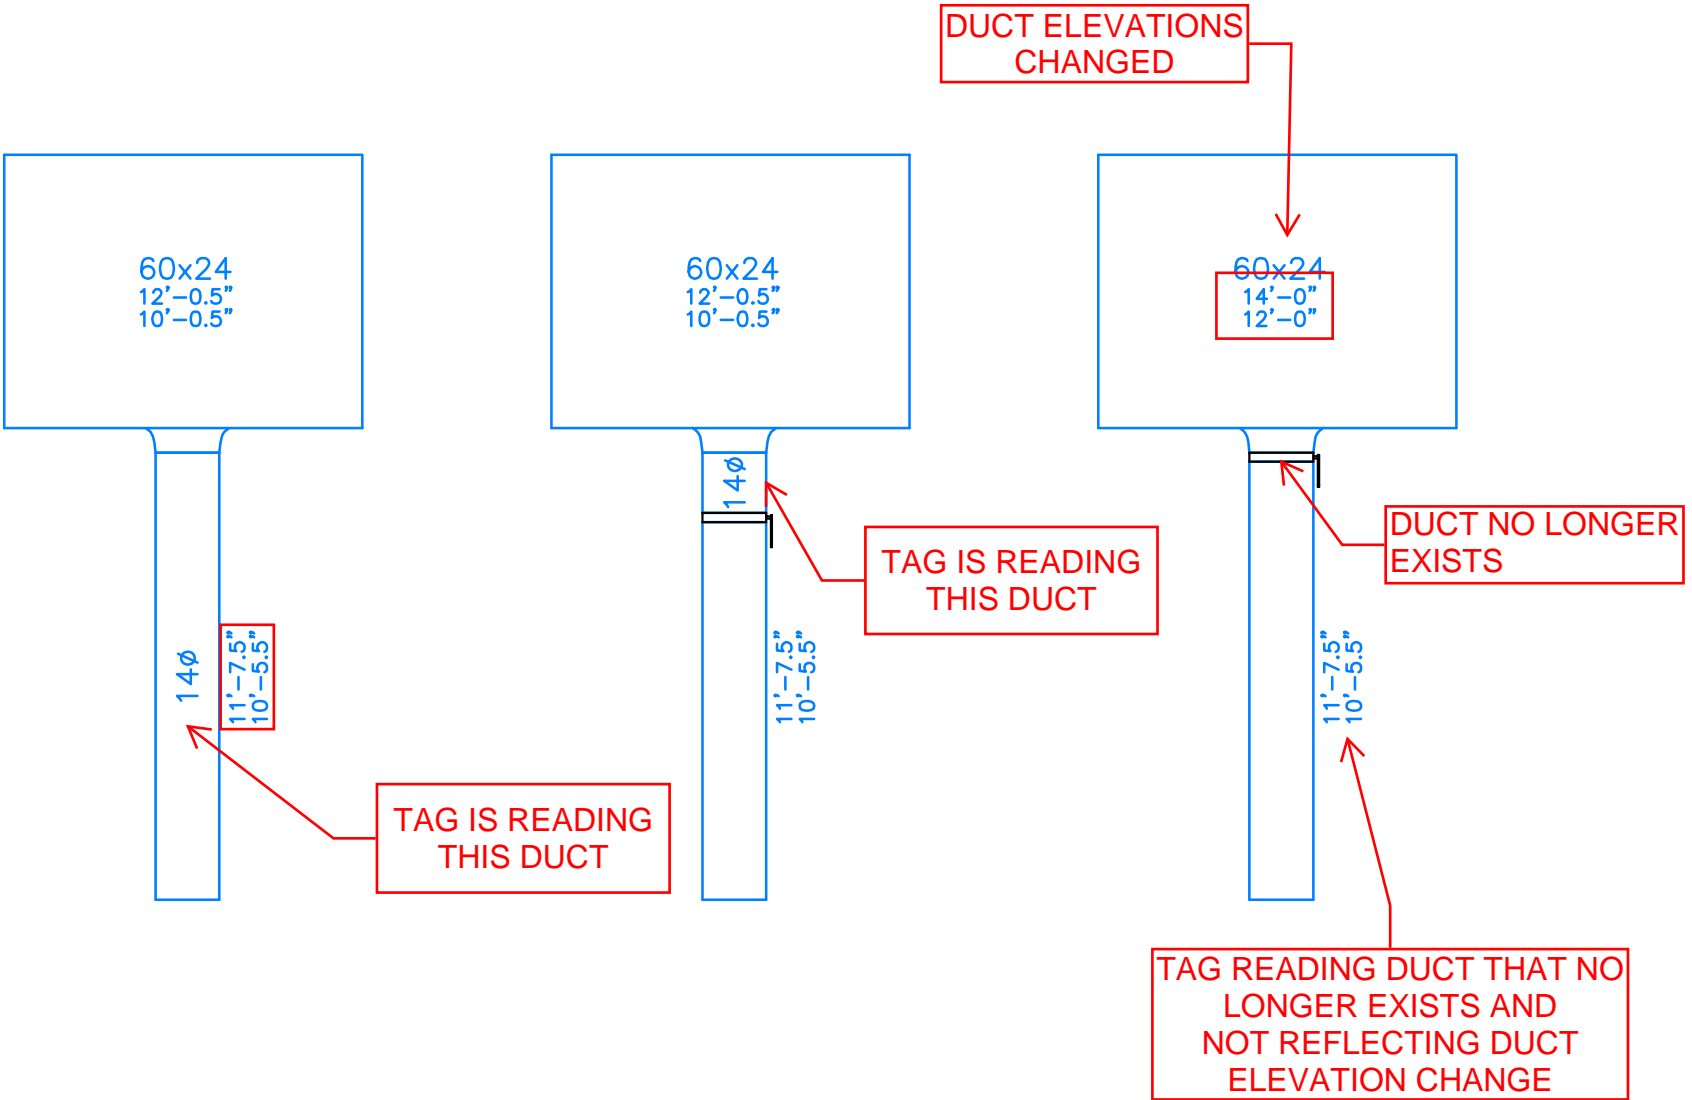 DUCT ELEVATIONS
CHANGED
60x24
12'-0.5"
10'-0.5"
60x24
12'-0.5"
10'-0.5"
60x24
14'-0"
12'-0"
14ø
DUCT NO LONGER
EXISTS
TAG IS READING
THIS DUCT
14ø
11'-7.5"
10'-5.5"
11'-7.5"
10'-5.5"
11'-7.5"
10'-5.5"
TAG IS READING
THIS DUCT
TAG READING DUCT THAT NO
LONGER EXISTS AND
NOT REFLECTING DUCT
ELEVATION CHANGE